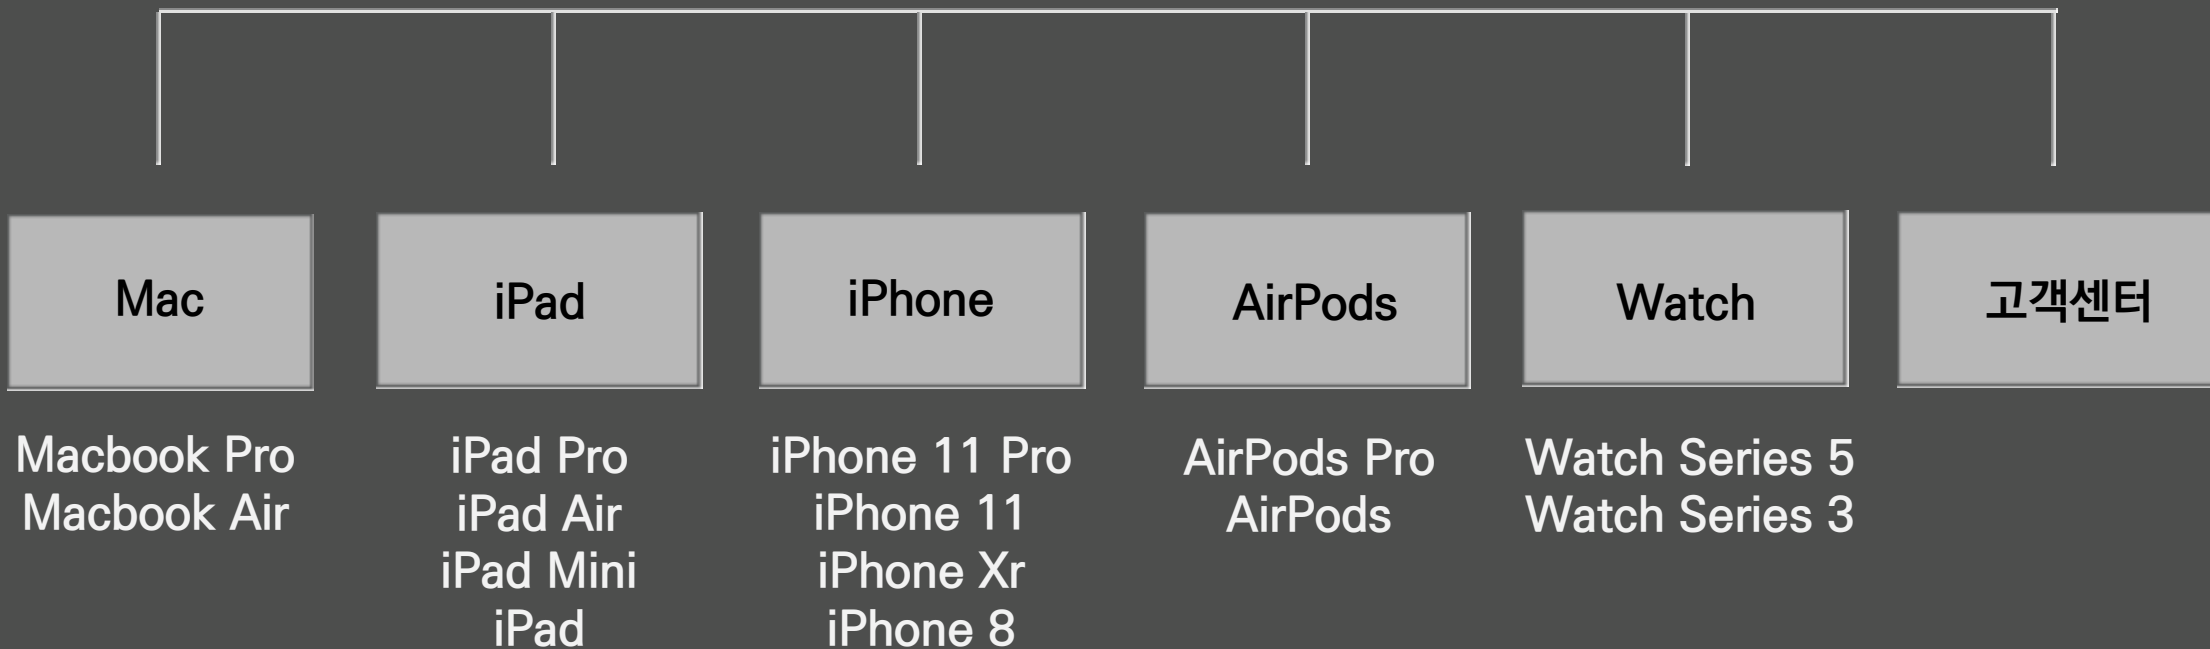 Mac
iPad
iPhone
AirPods
Watch
고객센터
Macbook Pro
Macbook Air
iPad Pro
iPad Air
iPad Mini
iPad
iPhone 11 Pro
iPhone 11
iPhone Xr
iPhone 8
AirPods Pro
AirPods
Watch Series 5
Watch Series 3